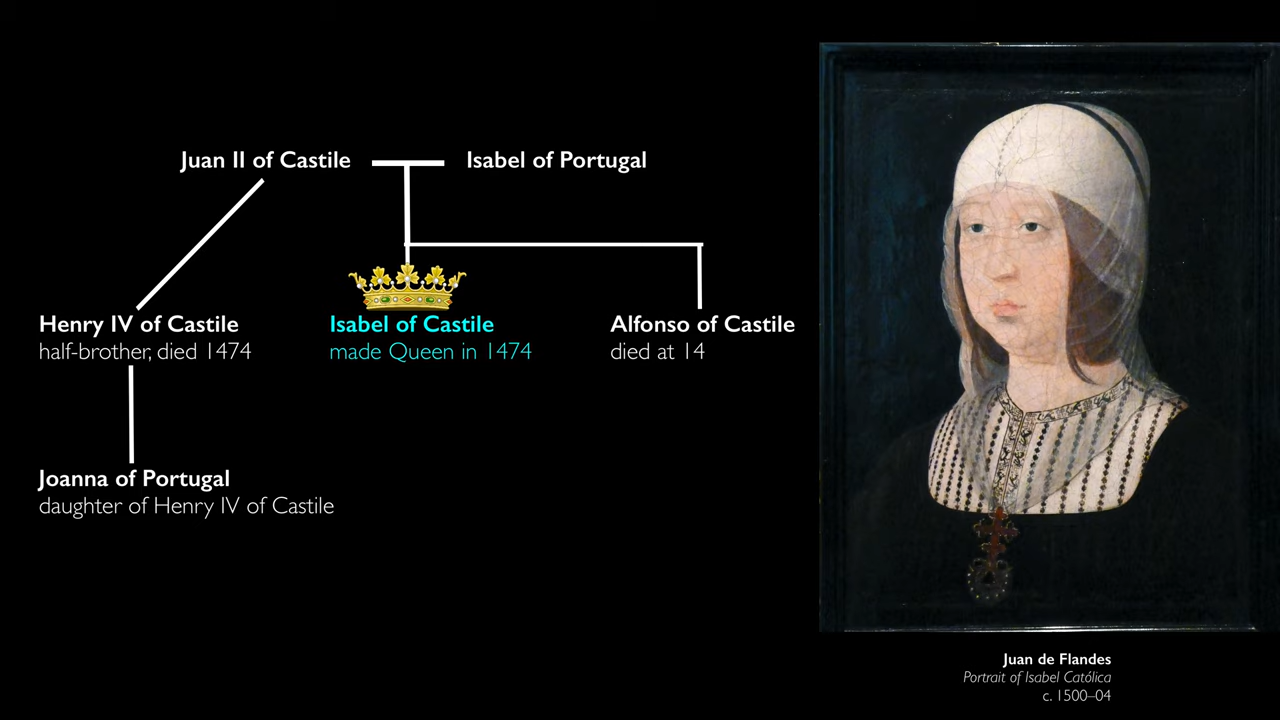 Juan II of Castile
Isabel of Portugal
Henry IV of Castile
half-brother, died 1474
Isabel of Castile
made Queen in 1474
Alfonso of Castile
died at 14
Joanna of Portugal
daughter of Henry IV of Castile
Juan de Flandes
Portrait of Isabel Católica
c. 1500–04